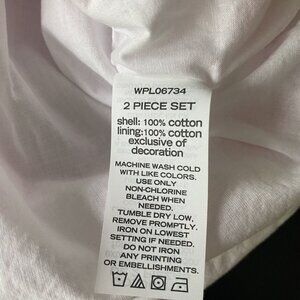 WPL06734
2 PIECE SET
shell: 100% cotton
lining:100% cotton
exclusive of
decoration
MACHINE WASH COLD
WITH LIKE COLORS.
USE ONLY
NON-CHLORINE
BLEACH WHEN
NEEDED.
TUMBLE DRY LOW,
REMOVE PROMPTLY.
IRON ON LOWEST
SETTING IF NEEDED.
DO NOT IRON
ANY PRINTING
OR EMBELLISHMENTS.